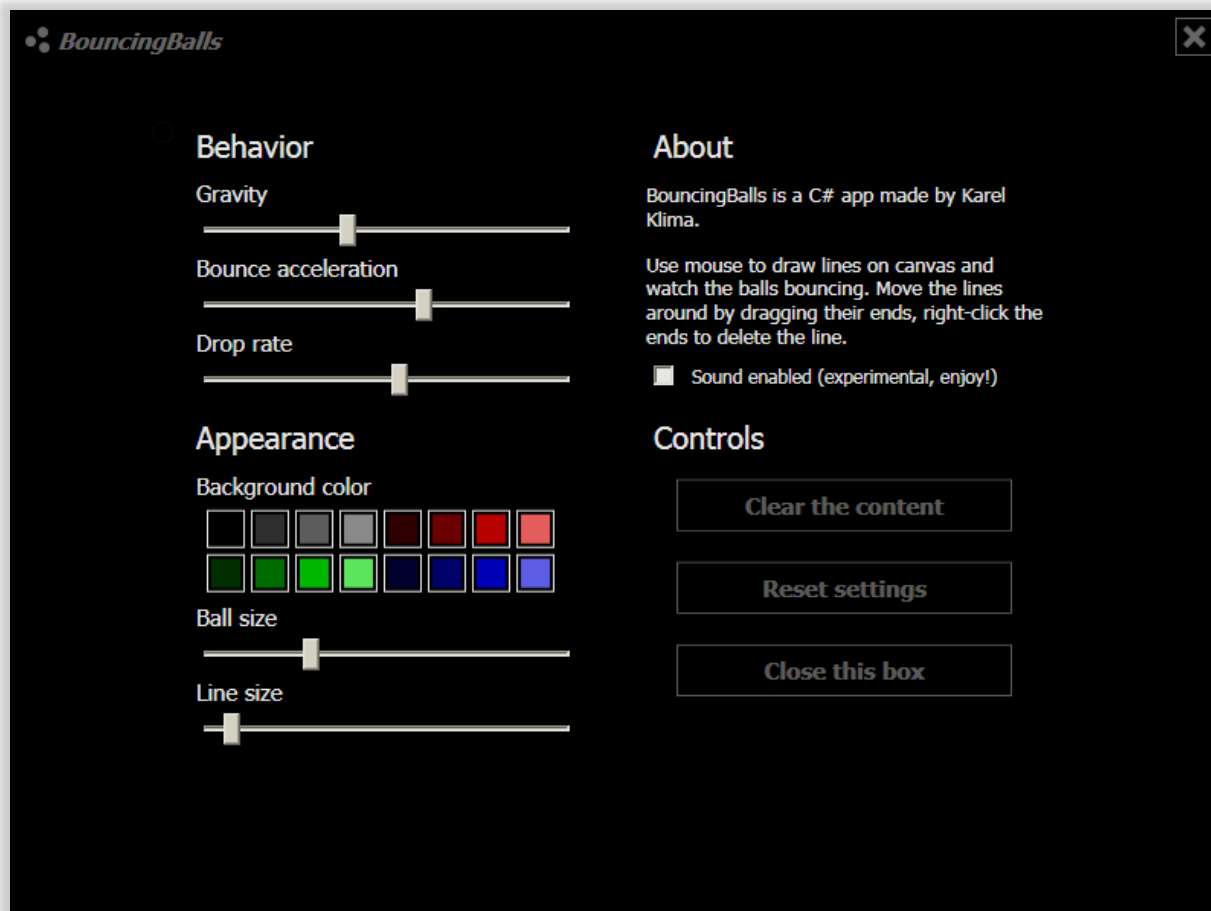 BouncingBalls
Behavior
Gravity
Bounce acceleration
Drop rate
Appearance
Background color
Ball size
Line size
About
BouncingBalls is a C# app made by Karel
Klima.
Use mouse to draw lines on canvas and
watch the balls bouncing. Move the lines
around by dragging their ends, right-click the
ends to delete the line.
Sound enabled (experimental, enjoy!)
Controls
Clear the content
Reset settings
Close this box